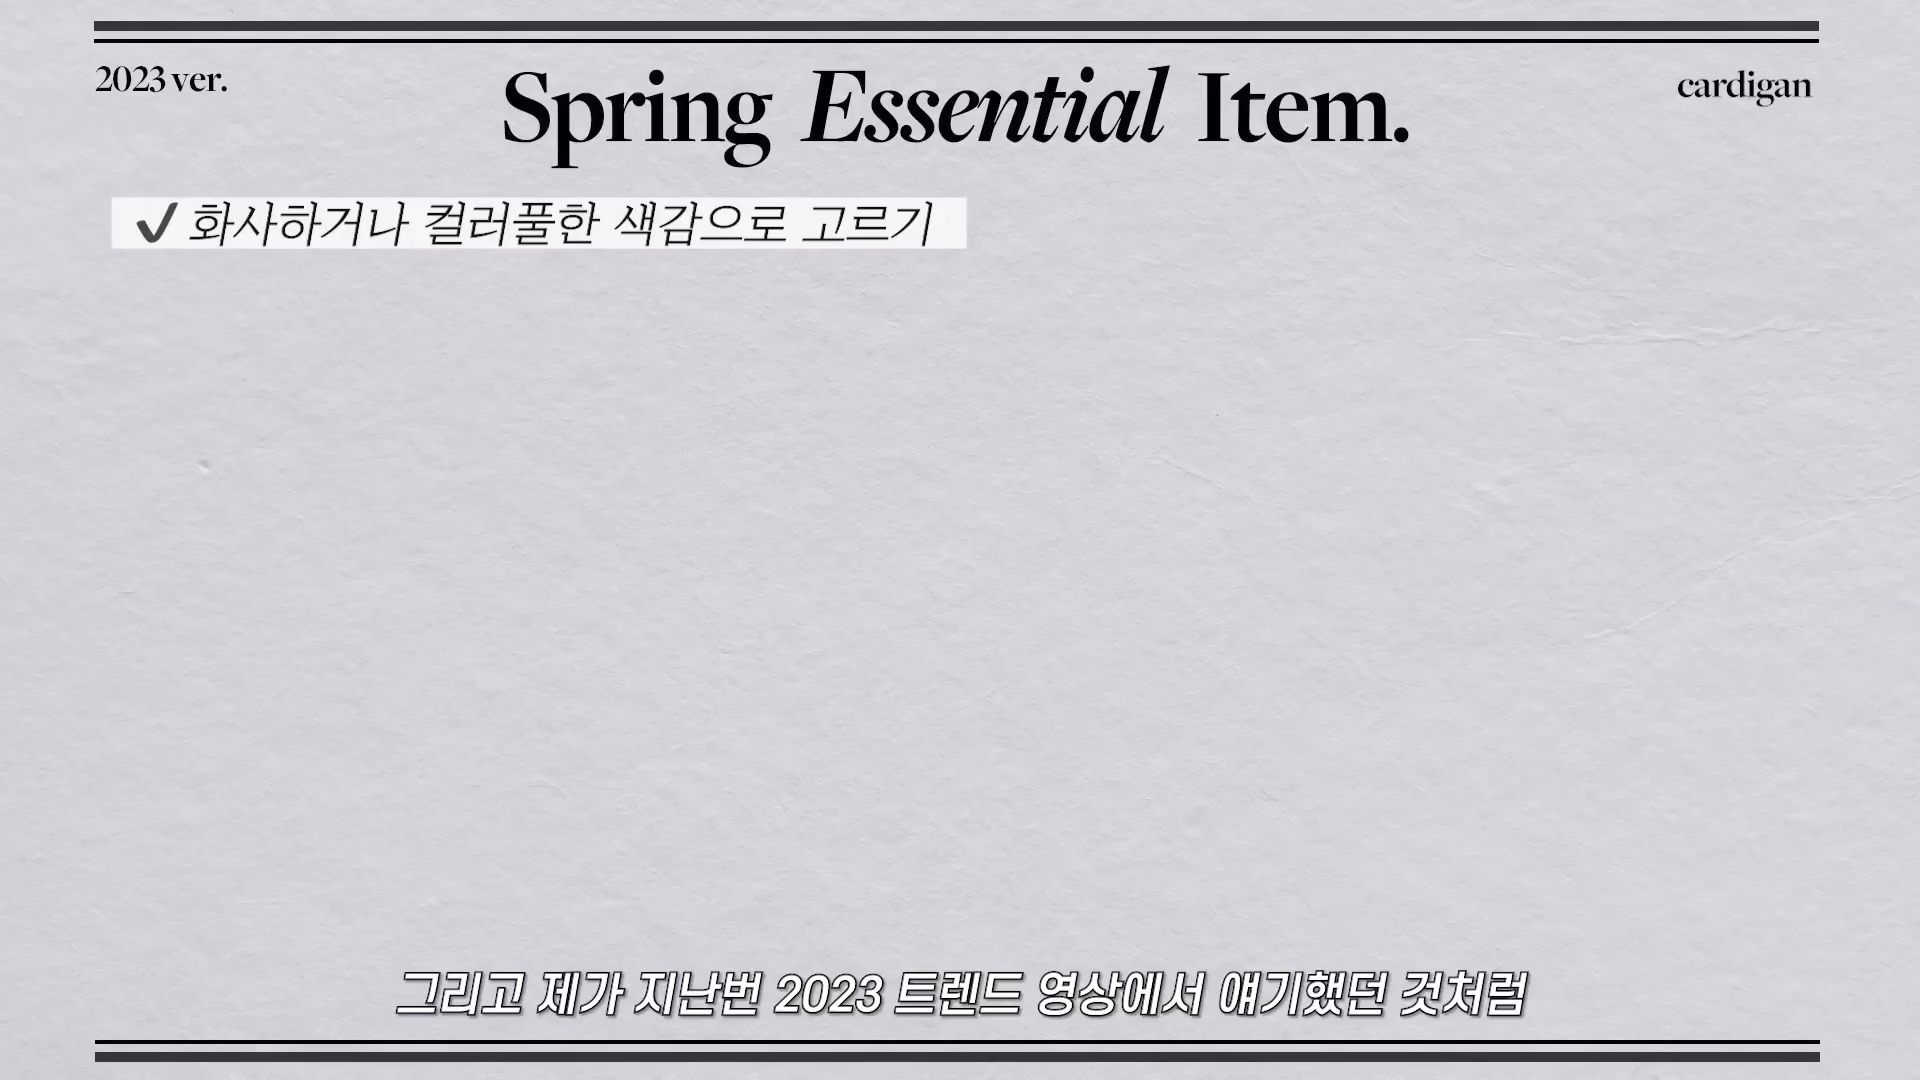 2023 ver.
Spring Essential Item.
cardigan
✓ 화사하거나 컬러풀한 색감으로 고르기
그리고 제가 지난번 2023 트렌드 영상에서 얘기했던 것처럼